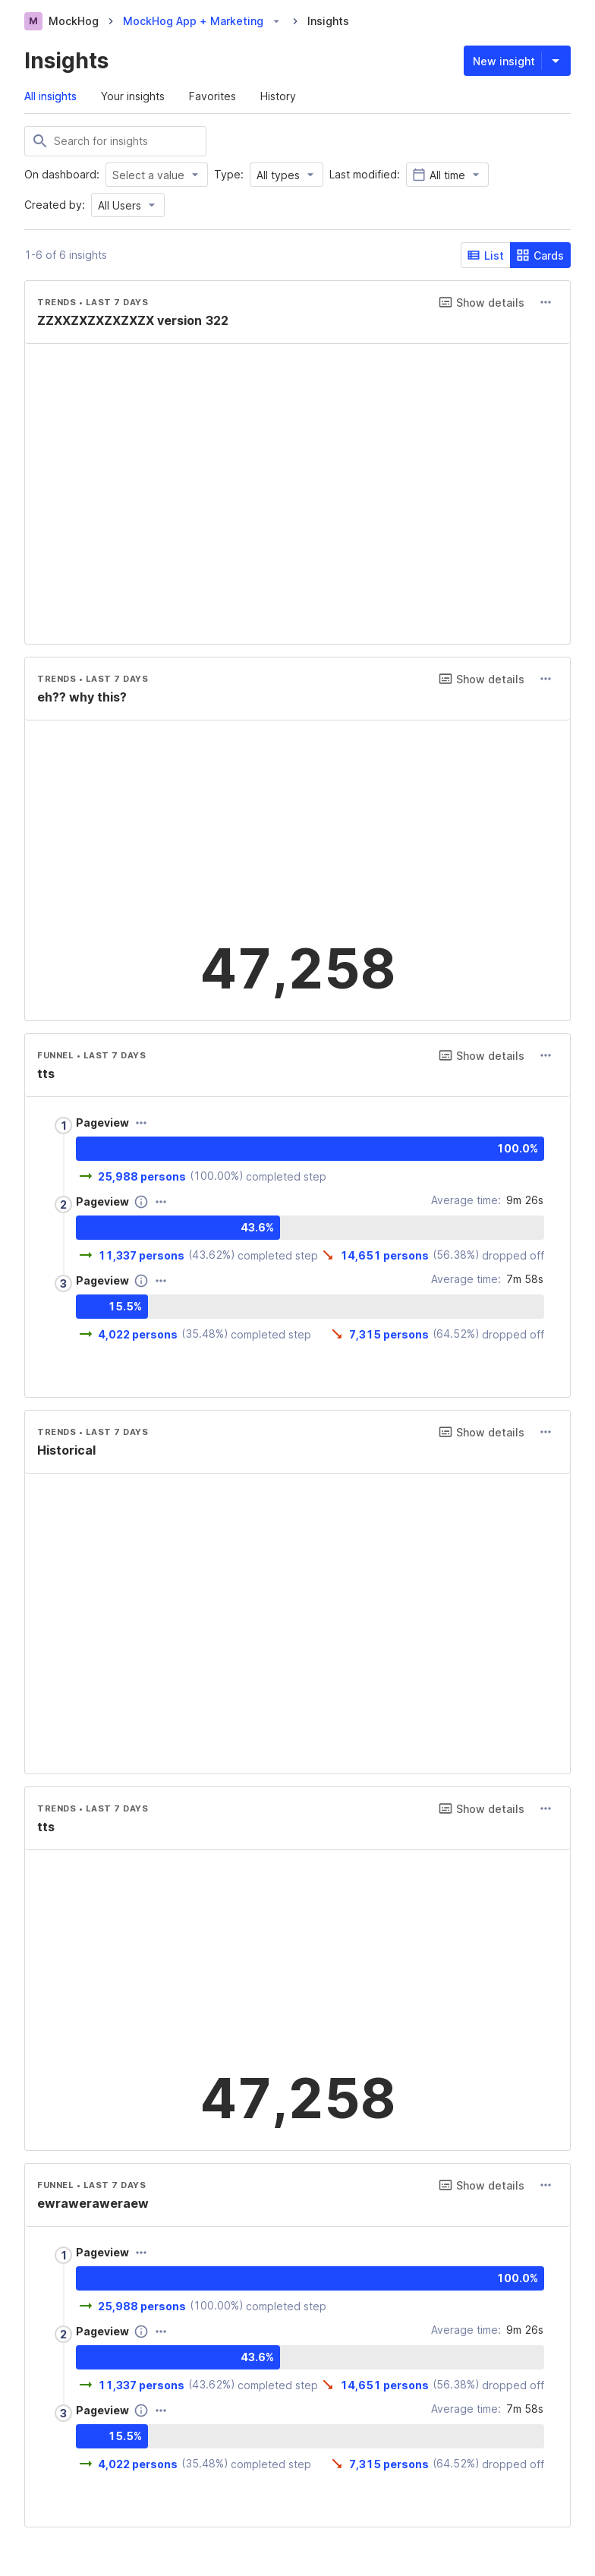 M MockHog > MockHog App + Marketing > Insights
Insights
New insight
All insights Your insights Favorites History
Search for insights
On dashboard: Select a value Type: All types Last modified: All time
Created by: All Users
1-6 of 6 insights
List Cards
TRENDS • LAST 7 DAYS Show details
ZZXXZXZXZXZXZX version 322
TRENDS • LAST 7 DAYS Show details
eh?? why this?
47,258
FUNNEL • LAST 7 DAYS Show details
tts
1 Pageview
100.0%
25,988 persons (100.00%) completed step
2 Pageview Average time: 9m 26s
43.6%
11,337 persons (43.62%) completed step 14,651 persons (56.38%) dropped off
3 Pageview Average time: 7m 58s
15.5%
4,022 persons (35.48%) completed step 7,315 persons (64.52%) dropped off
TRENDS • LAST 7 DAYS Show details
Historical
TRENDS • LAST 7 DAYS Show details
tts
47,258
FUNNEL • LAST 7 DAYS Show details
ewraweraweraew
1 Pageview
100.0%
25,988 persons (100.00%) completed step
2 Pageview Average time: 9m 26s
43.6%
11,337 persons (43.62%) completed step 14,651 persons (56.38%) dropped off
3 Pageview Average time: 7m 58s
15.5%
4,022 persons (35.48%) completed step 7,315 persons (64.52%) dropped off